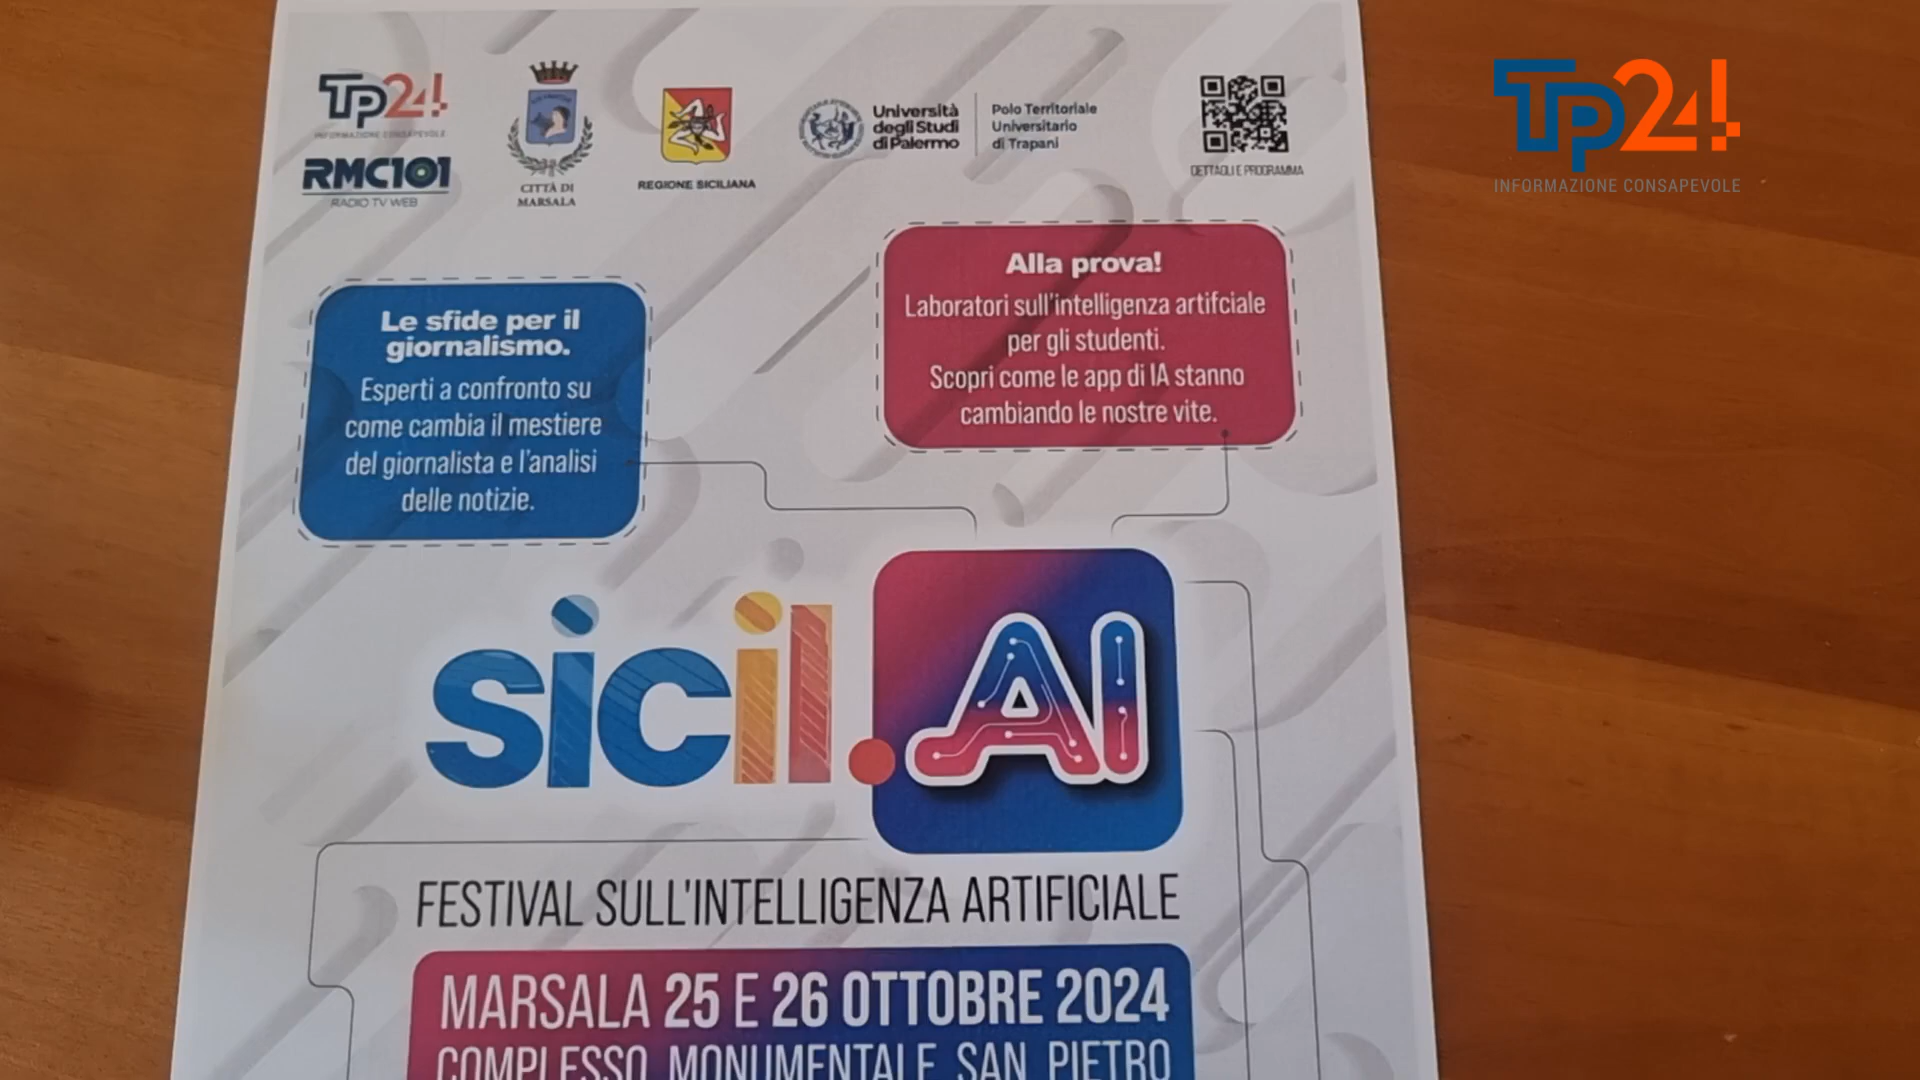 Tp24!
INFORMAZIONE CONSAPEVOLE
RMC101
RADIO TV WEB
CITTÀ DI
MARSALA
REGIONE SICILIANA
Università
degli Studi
di Palermo
Polo Territoriale
Universitario
di Trapani
DETTAGLI E PROGRAMMA
Tp24!
INFORMAZIONE CONSAPEVOLE
Le sfide per il
giornalismo.
Esperti a confronto su
come cambia il mestiere
del giornalista e l'analisi
delle notizie.
Alla prova!
Laboratori sull'intelligenza artifciale
per gli studenti.
Scopri come le app di IA stanno
cambiando le nostre vite.
sicil.AI
FESTIVAL SULL'INTELLIGENZA ARTIFICIALE
MARSALA 25 E 26 OTTOBRE 2024
COMPLESSO MONUMENTALE SAN PIETRO